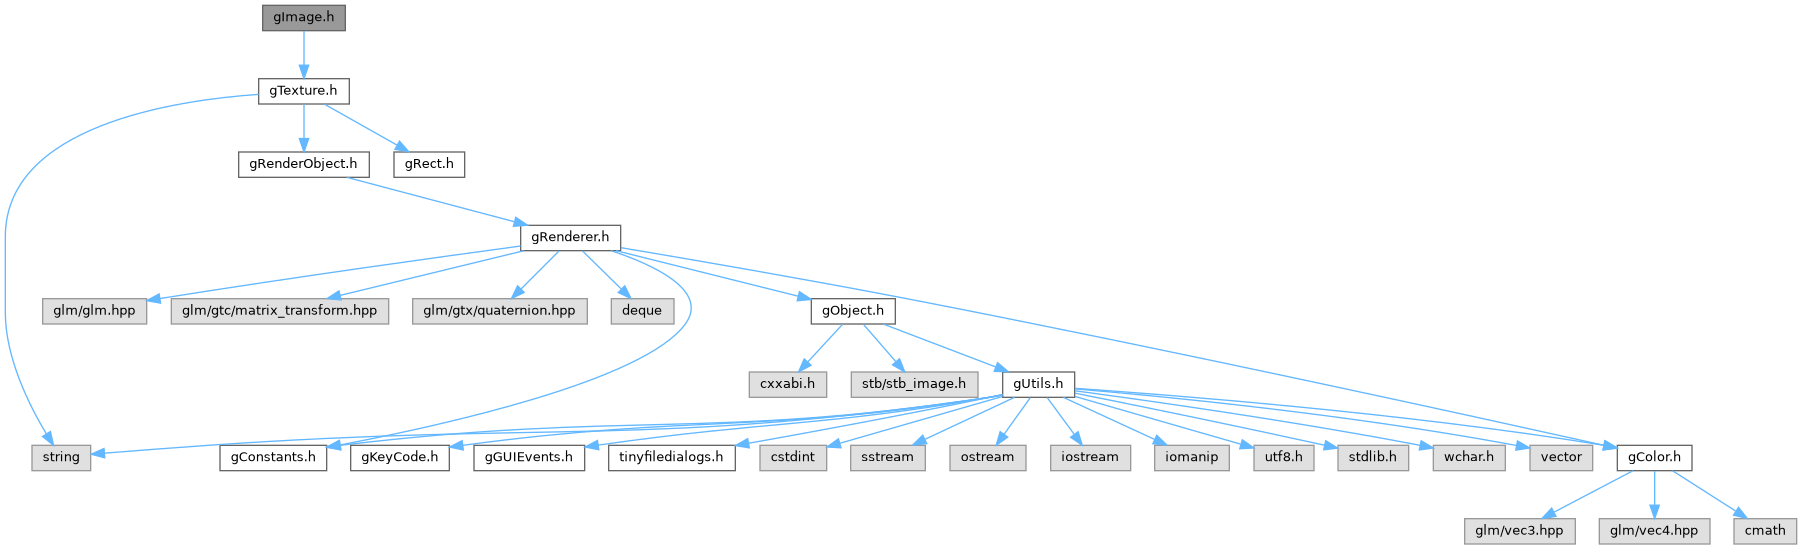 gImage.h
gTexture.h
gRenderObject.h
gRect.h
gRenderer.h
glm/glm.hpp
glm/gtc/matrix_transform.hpp
glm/gtx/quaternion.hpp
deque
gObject.h
cxxabi.h
stb/stb_image.h
gUtils.h
string
gConstants.h
gKeyCode.h
gGUIEvents.h
tinyfiledialogs.h
cstdint
sstream
ostream
iostream
iomanip
utf8.h
stdlib.h
wchar.h
vector
gColor.h
glm/vec3.hpp
glm/vec4.hpp
cmath